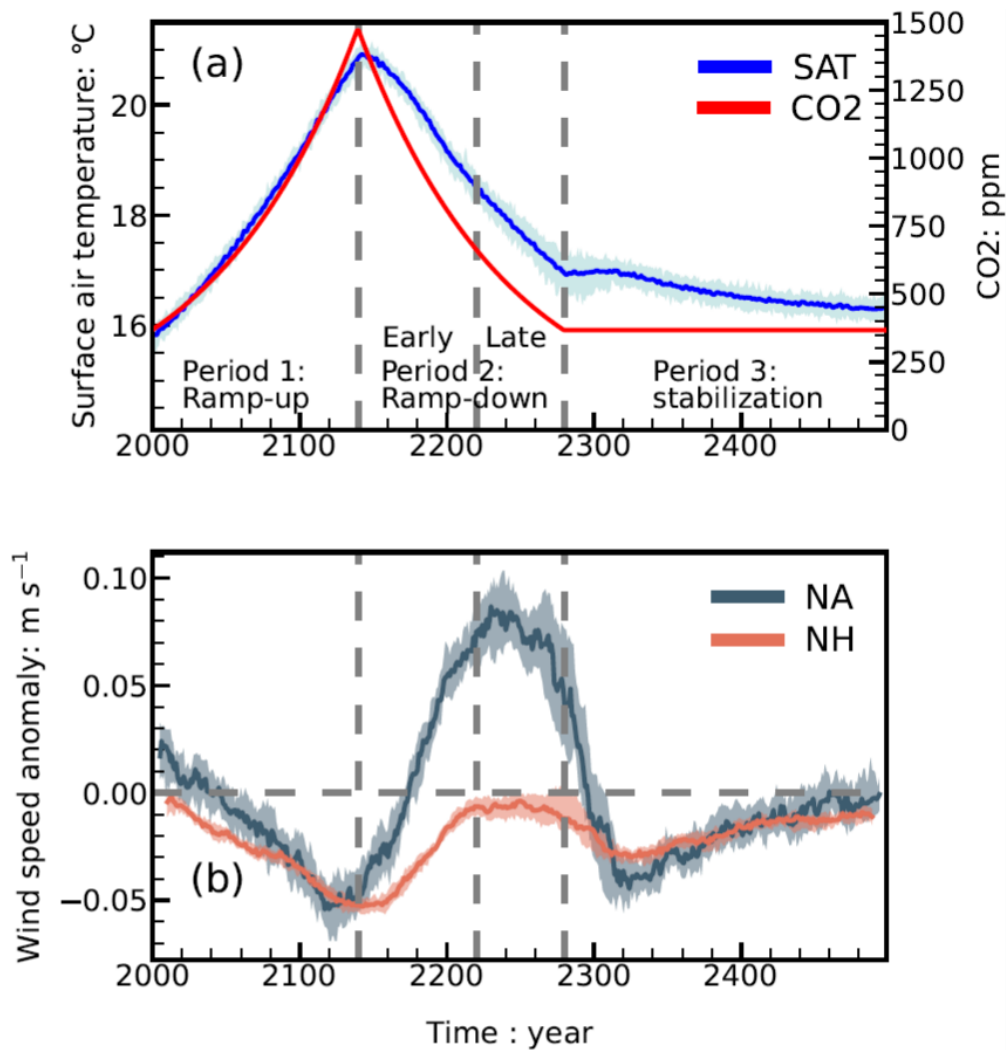 Surface air temperature: °C
(a)
SAT
CO2
20
18
16
1500
1250
1000
750
500
250
0
CO2: ppm
Early Late
Period 1:
Ramp-up
Period 2:
Ramp-down
Period 3:
stabilization
2000 2100 2200 2300 2400
Wind speed anomaly: m s⁻¹
0.10
0.05
0.00
−0.05
NA
NH
(b)
2000 2100 2200 2300 2400
Time : year